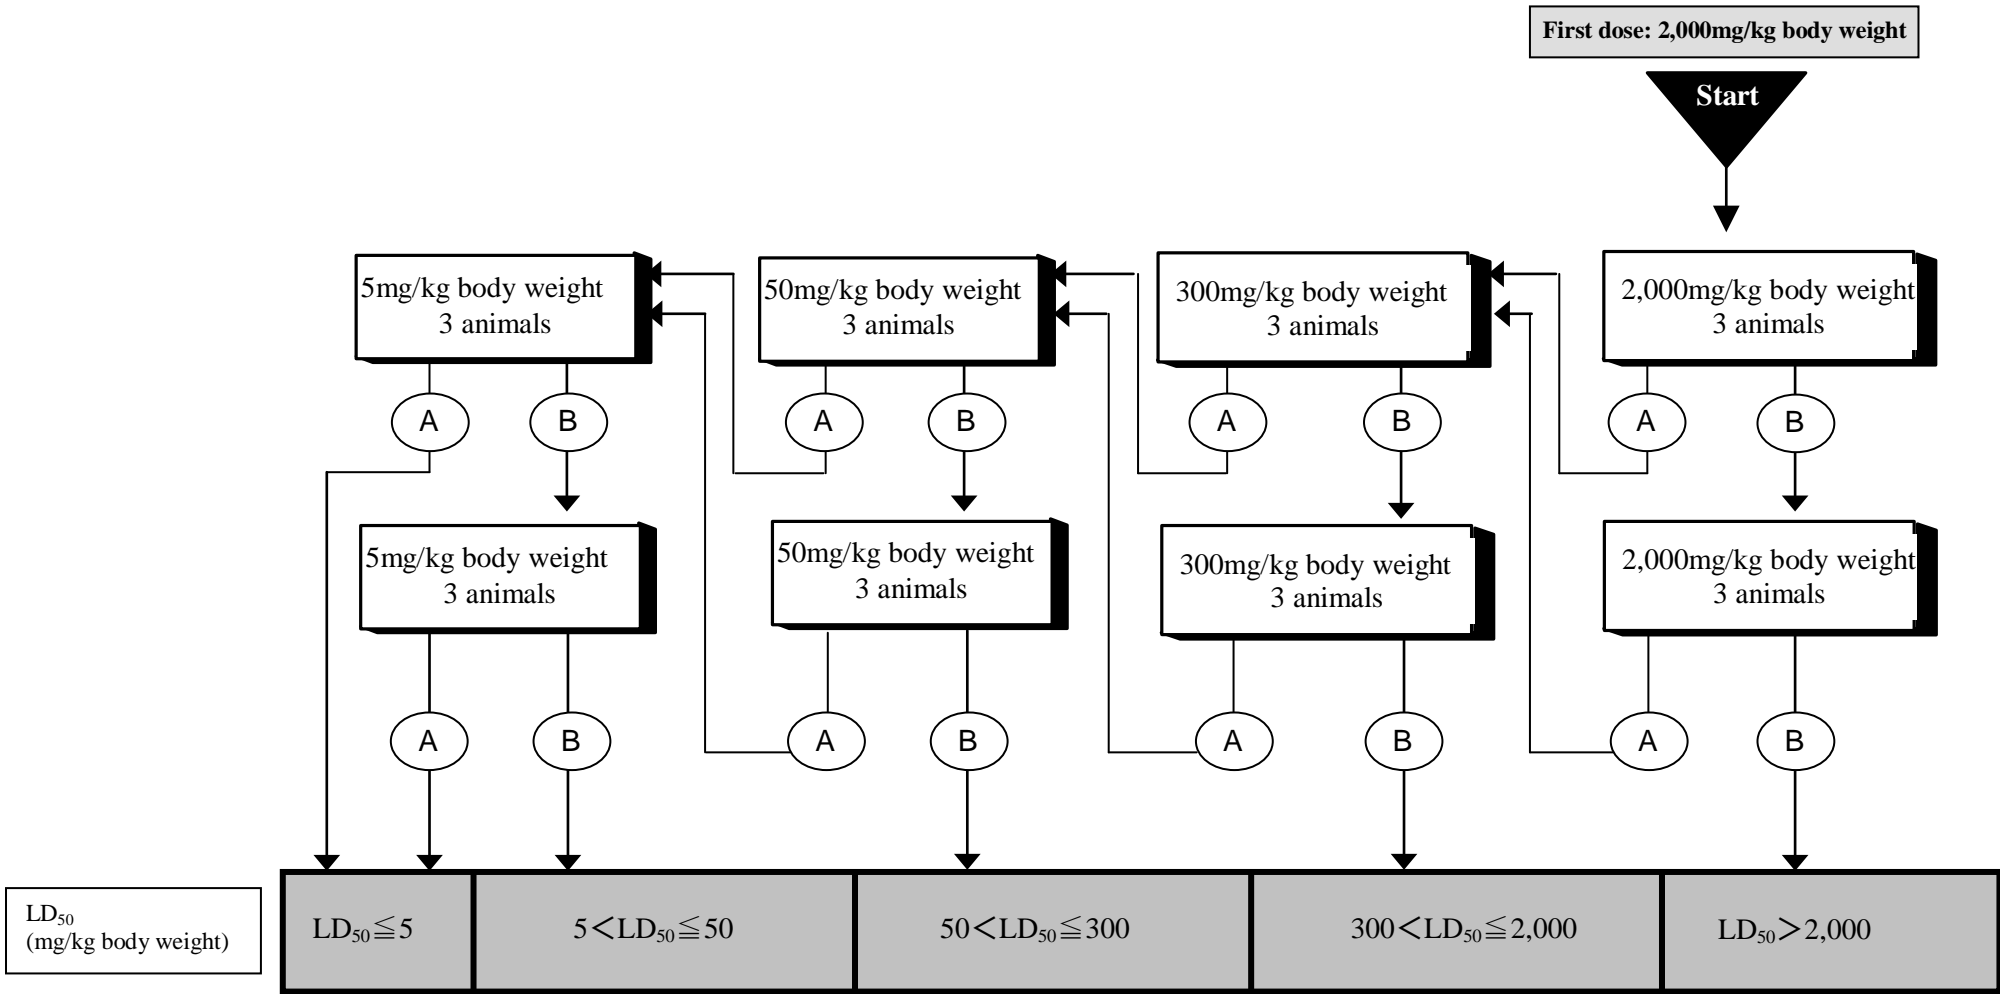 First dose: 2,000mg/kg body weight
Start
5mg/kg body weight
3 animals
50mg/kg body weight
3 animals
300mg/kg body weight
3 animals
2,000mg/kg body weight
3 animals
A
B
A
B
A
B
A
B
5mg/kg body weight
3 animals
50mg/kg body weight
3 animals
300mg/kg body weight
3 animals
2,000mg/kg body weight
3 animals
A
B
A
B
A
B
A
B
LD₅₀
(mg/kg body weight)
LD₅₀≦5
5<LD₅₀≦50
50<LD₅₀≦300
300<LD₅₀≦2,000
LD₅₀>2,000